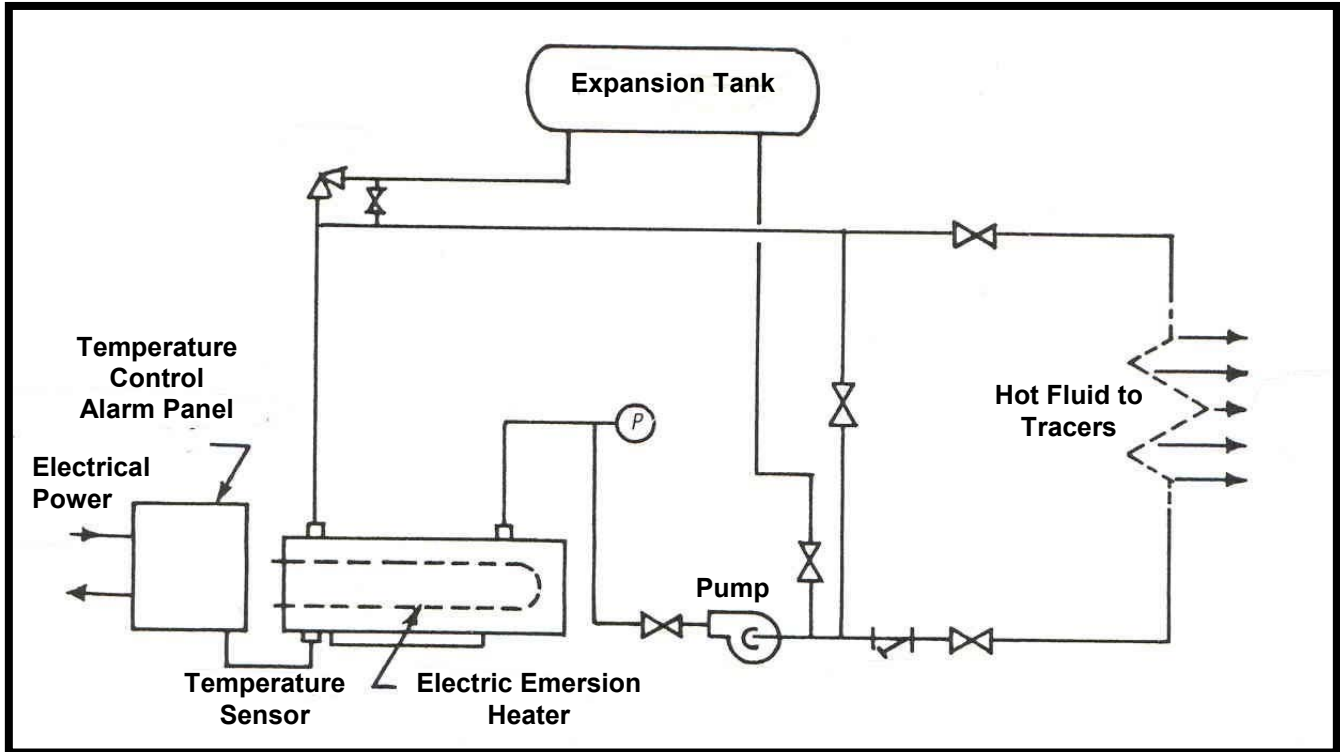 Expansion Tank
Temperature
Control
Alarm Panel
Electrical
Power
Hot Fluid to
Tracers
P
Pump
Temperature
Sensor
Electric Emersion
Heater